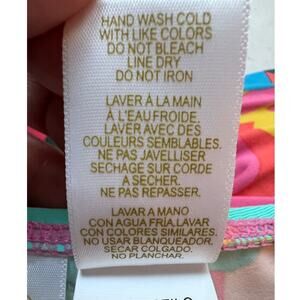 HAND WASH COLD
WITH LIKE COLORS
DO NOT BLEACH
LINE DRY
DO NOT IRON
LAVER À LA MAIN
A L'EAU FROIDE.
LAVER AVEC DES
COULEURS SEMBLABLES.
NE PAS JAVELLISER
SECHAGE SUR CORDE
A SECHER.
NE PAS REPASSER.
LAVAR A MANO
CON AGUA FRÍA.LAVAR
CON COLORES SIMILARES.
NO USAR BLANQUEADOR.
SECAR COLGADO.
NO PLANCHAR.